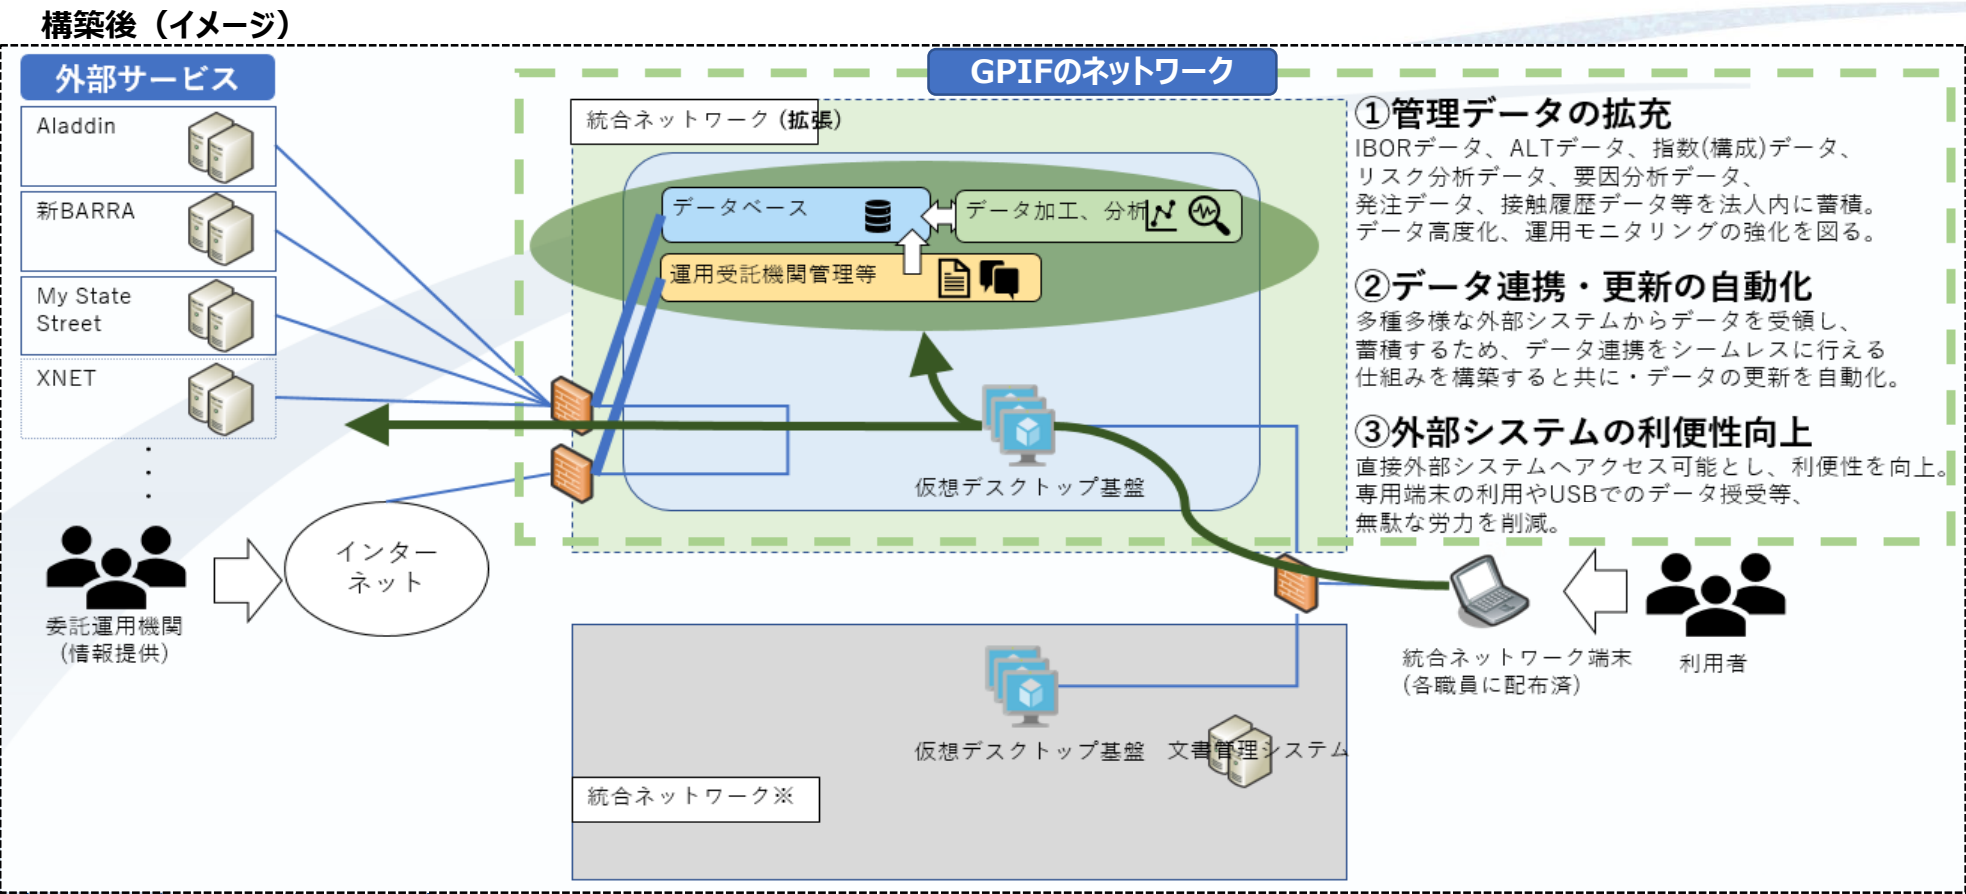 構築後（イメージ）
外部サービス
Aladdin
新BARRA
My State
Street
XNET
委託運用機関
(情報提供)
インター
ネット
GPIFのネットワーク
統合ネットワーク (拡張)
データベース
データ加工、分析
運用受託機関管理等
仮想デスクトップ基盤
①管理データの拡充
IBORデータ、ALTデータ、指数(構成)データ、
リスク分析データ、要因分析データ、
発注データ、接触履歴データ等を法人内に蓄積。
データ高度化、運用モニタリングの強化を図る。
②データ連携・更新の自動化
多種多様な外部システムからデータを受領し、
蓄積するため、データ連携をシームレスに行える
仕組みを構築すると共に・データの更新を自動化。
③外部システムの利便性向上
直接外部システムへアクセス可能とし、利便性を向上。
専用端末の利用やUSBでのデータ授受等、
無駄な労力を削減。
統合ネットワーク端末
(各職員に配布済)
利用者
仮想デスクトップ基盤
文書管理システム
統合ネットワーク※